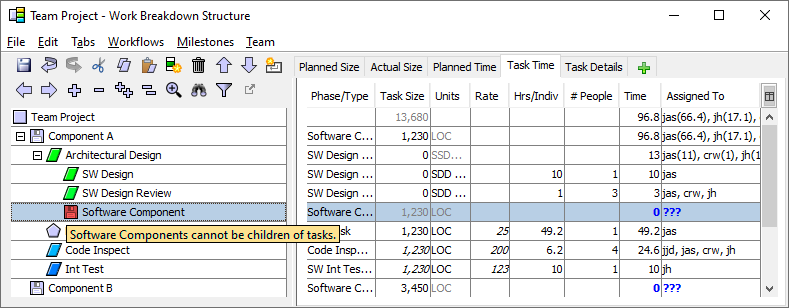 Team Project - Work Breakdown Structure
File Edit Tabs Workflows Milestones Team
Planned Size Actual Size Planned Time Task Time Task Details
Phase/Type Task Size Units Rate Hrs/Indiv # People Time Assigned To
Team Project 13,680 96.8 jas(66.4), jh(17.1),
Component A Software C... 1,230 LOC 96.8 jas(66.4), jh(17.1),
Architectural Design SW Design ... 0 SSD... 13 jas(11), crw(1), jh(1
SW Design SW Design ... 0 SDD ... 10 1 10 jas
SW Design Review SW Design ... 0 SDD ... 1 3 3 jas, crw, jh
Software Component Software C... 1,230 LOC 0 ???
Software Components cannot be children of tasks. sk 1,230 LOC 25 49.2 1 49.2 jas
Code Inspect Code Insp... 1,230 LOC 200 6.2 4 24.6 jjd, jas, crw, jh
Int Test SW Int Tes... 1,230 LOC 123 10 1 10 jh
Component B Software C... 3,450 LOC 0 ???